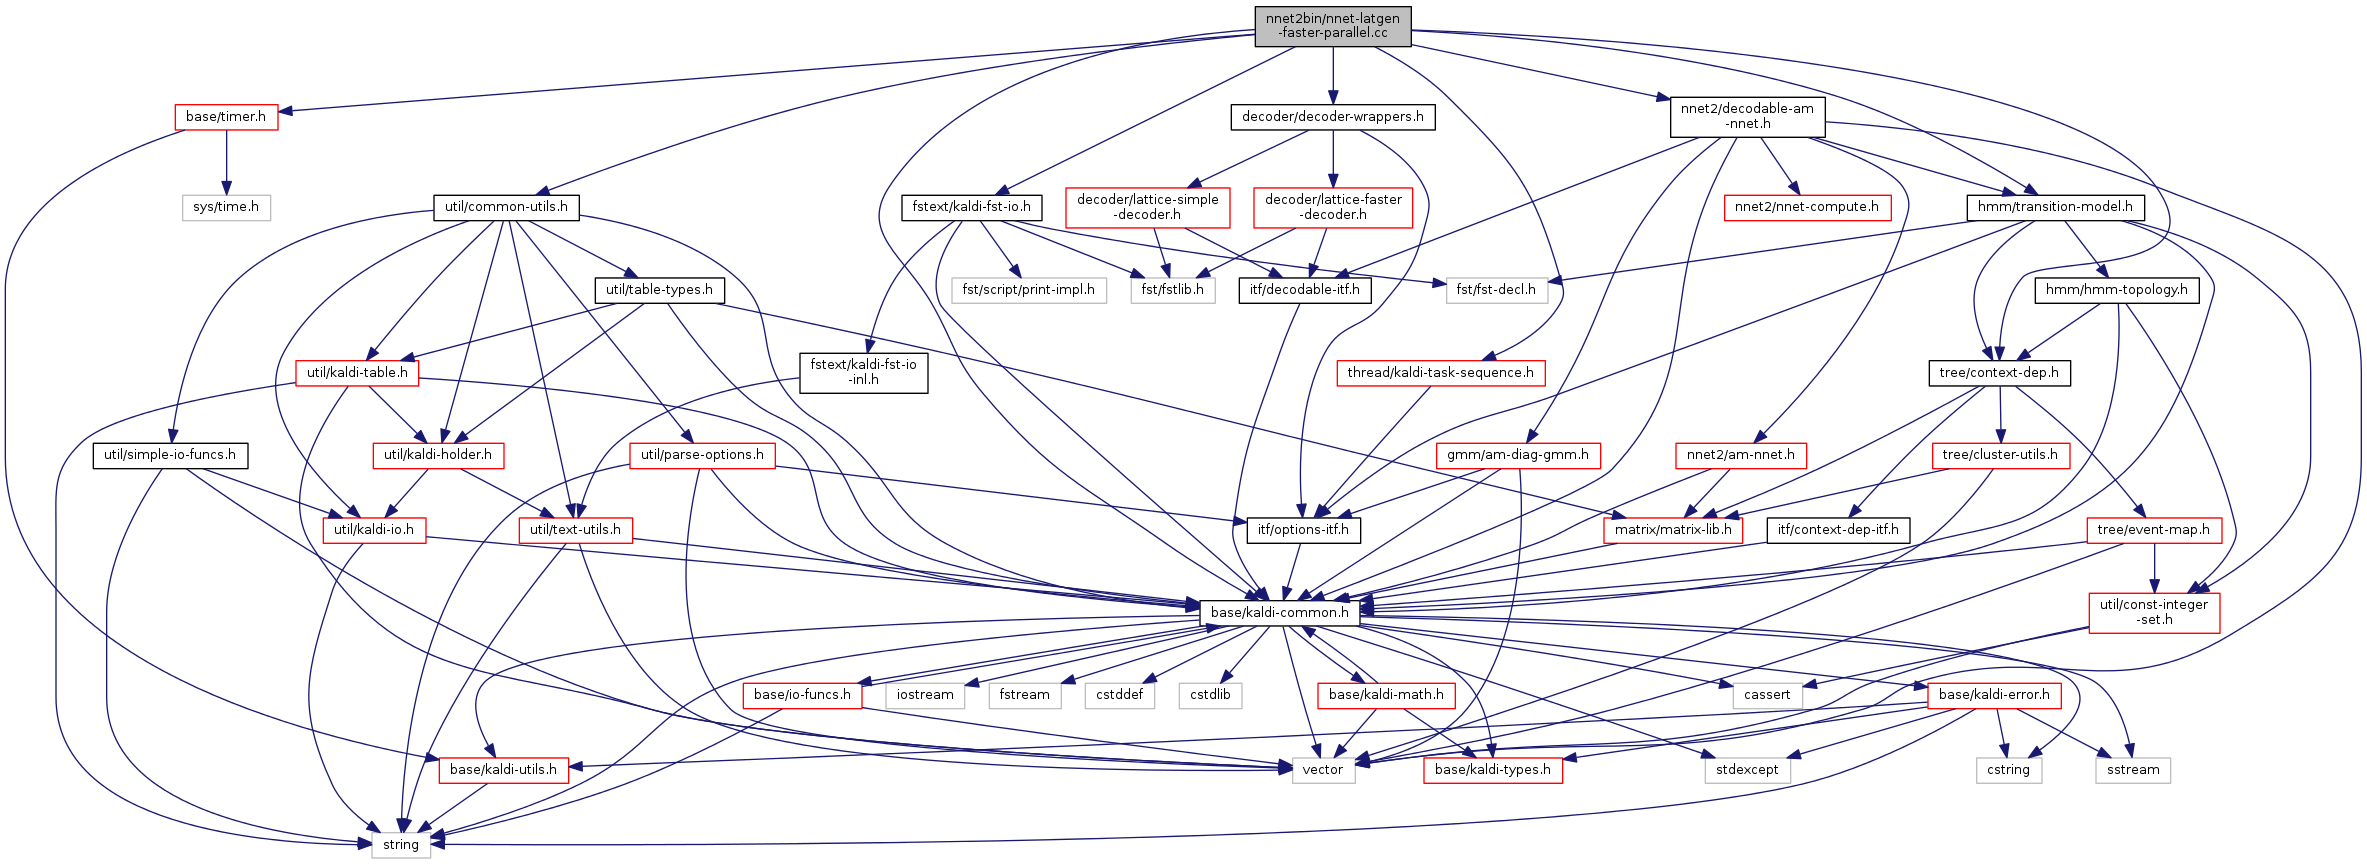 nnet2bin/nnet-latgen
-faster-parallel.cc
base/timer.h
decoder/decoder-wrappers.h
nnet2/decodable-am
-nnet.h
sys/time.h
util/common-utils.h
fstext/kaldi-fst-io.h
decoder/lattice-simple
-decoder.h
decoder/lattice-faster
-decoder.h
nnet2/nnet-compute.h
hmm/transition-model.h
util/table-types.h
fst/script/print-impl.h
fst/fstlib.h
itf/decodable-itf.h
fst/fst-decl.h
hmm/hmm-topology.h
util/kaldi-table.h
fstext/kaldi-fst-io
-inl.h
thread/kaldi-task-sequence.h
tree/context-dep.h
util/simple-io-funcs.h
util/kaldi-holder.h
util/parse-options.h
gmm/am-diag-gmm.h
nnet2/am-nnet.h
tree/cluster-utils.h
util/kaldi-io.h
util/text-utils.h
itf/options-itf.h
matrix/matrix-lib.h
itf/context-dep-itf.h
tree/event-map.h
base/kaldi-common.h
util/const-integer
-set.h
base/io-funcs.h
iostream
fstream
cstddef
cstdlib
base/kaldi-math.h
cassert
base/kaldi-error.h
base/kaldi-utils.h
vector
base/kaldi-types.h
stdexcept
cstring
sstream
string